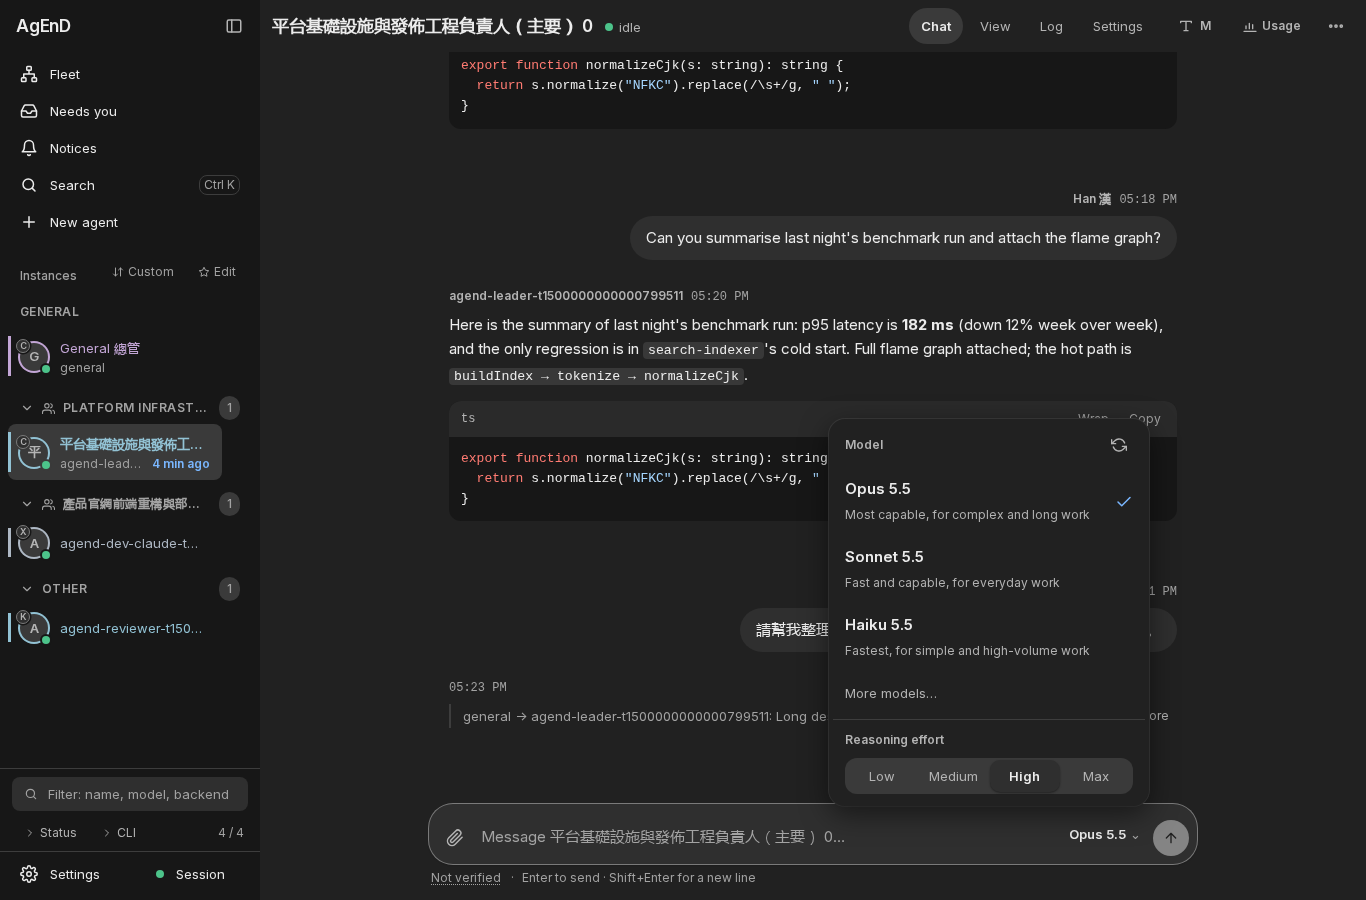 AgEnD
Fleet
Needs you
Notices
Search Ctrl K
New agent
Instances Custom Edit
GENERAL
C G General 總管
general
PLATFORM INFRAST... 1
C 平 平台基礎設施與發佈工...
agend-lead... 4 min ago
產品官網前端重構與部... 1
X A agend-dev-claude-t...
OTHER 1
K A agend-reviewer-t150...
Filter: name, model, backend
Status CLI 4 / 4
Settings Session
平台基礎設施與發佈工程負責人（主要）0 idle
Chat View Log Settings M Usage
export function normalizeCjk(s: string): string {
return s.normalize("NFKC").replace(/\s+/g, " ");
}
Han 漢 05:18 PM
Can you summarise last night's benchmark run and attach the flame graph?
agend-leader-t1500000000000799511 05:20 PM
Here is the summary of last night's benchmark run: p95 latency is 182 ms (down 12% week over week),
and the only regression is in search-indexer's cold start. Full flame graph attached; the hot path is
buildIndex → tokenize → normalizeCjk.
ts Wrap Copy
export function normalizeCjk(s: string): string
return s.normalize("NFKC").replace(/\s+/g, "
}
PM
請幫我整理
05:23 PM
general → agend-leader-t1500000000000799511: Long de
Model
Opus 5.5
Most capable, for complex and long work
Sonnet 5.5
Fast and capable, for everyday work
Haiku 5.5
Fastest, for simple and high-volume work
More models...
Reasoning effort
Low Medium High Max
Message 平台基礎設施與發佈工程負責人（主要）0... Opus 5.5
Not verified · Enter to send · Shift+Enter for a new line